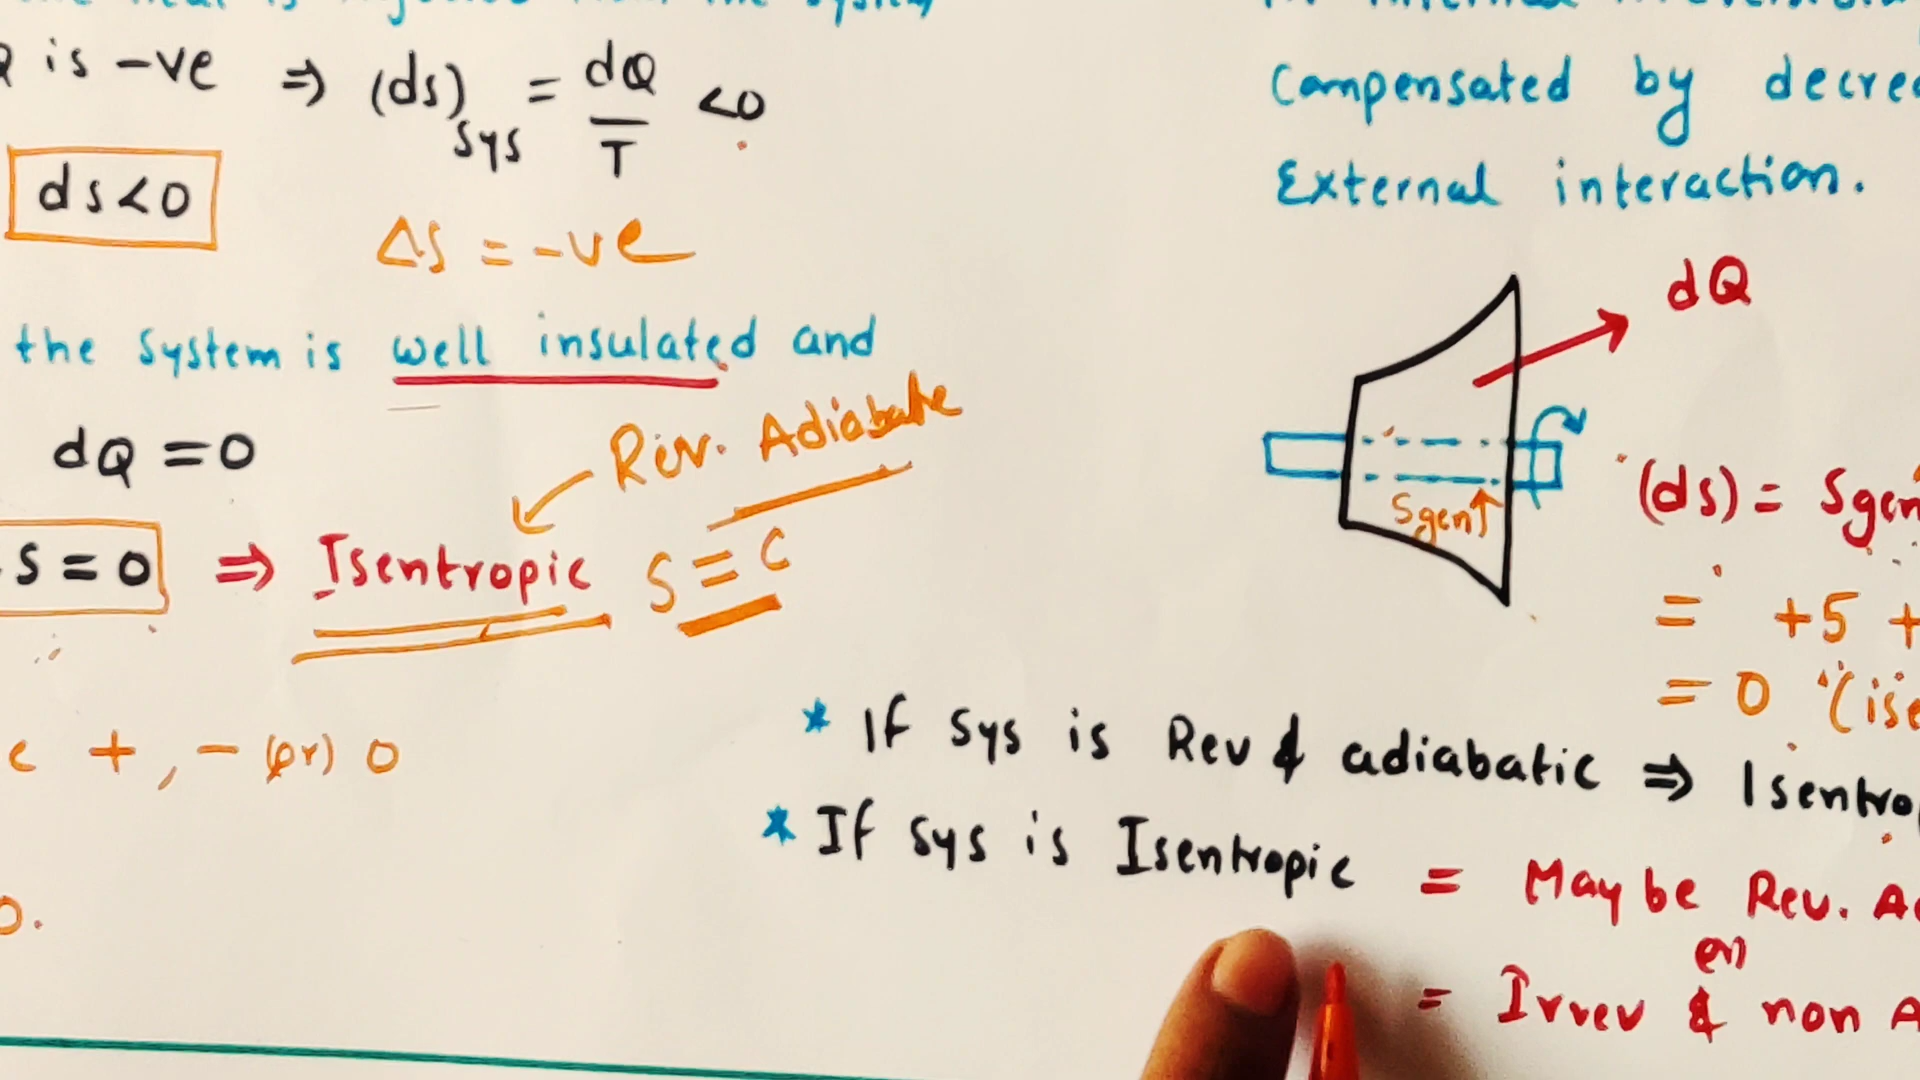 is -ve ⇒ (ds)sys = dQ/T <0
ds<0
Δs = -ve
the system is well insulated and
dQ = 0
Rev. Adiabatic
s = 0 ⇒ Isentropic S = C
+, - (or) 0
Compensated by
External interaction.
dQ
Sgen↑
(ds) = Sgen
= +5 +
= 0
* If sys is Rev & adiabatic ⇒
* If sys is Isentropic = May be Rev.
(or)
= Irrev & non